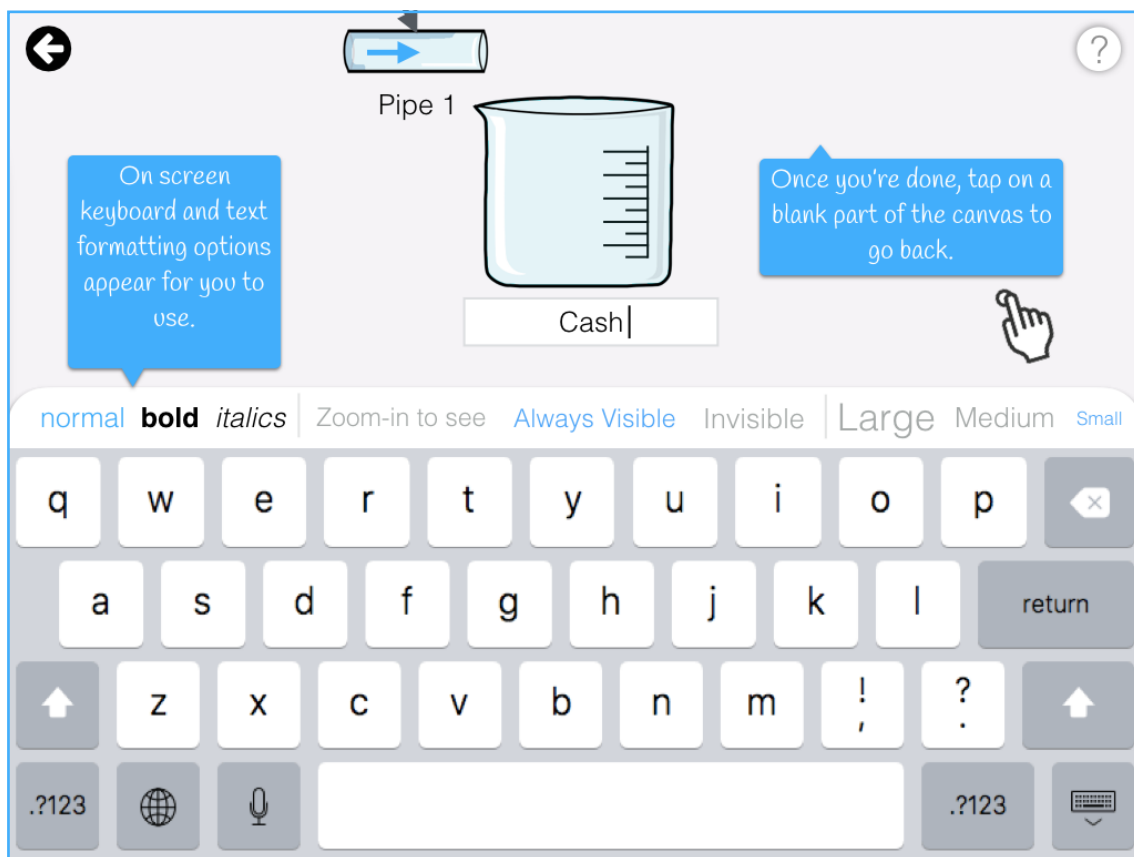 ?
Pipe 1
On screen
keyboard and text
formatting options
appear for you to
use.
Once you're done, tap on a
blank part of the canvas to
go back.
Cash
normal bold italics Zoom-in to see Always Visible Invisible Large Medium Small
q w e r t y u i o p
a s d f g h j k l return
z x c v b n m ! , ? .
.?123 .?123